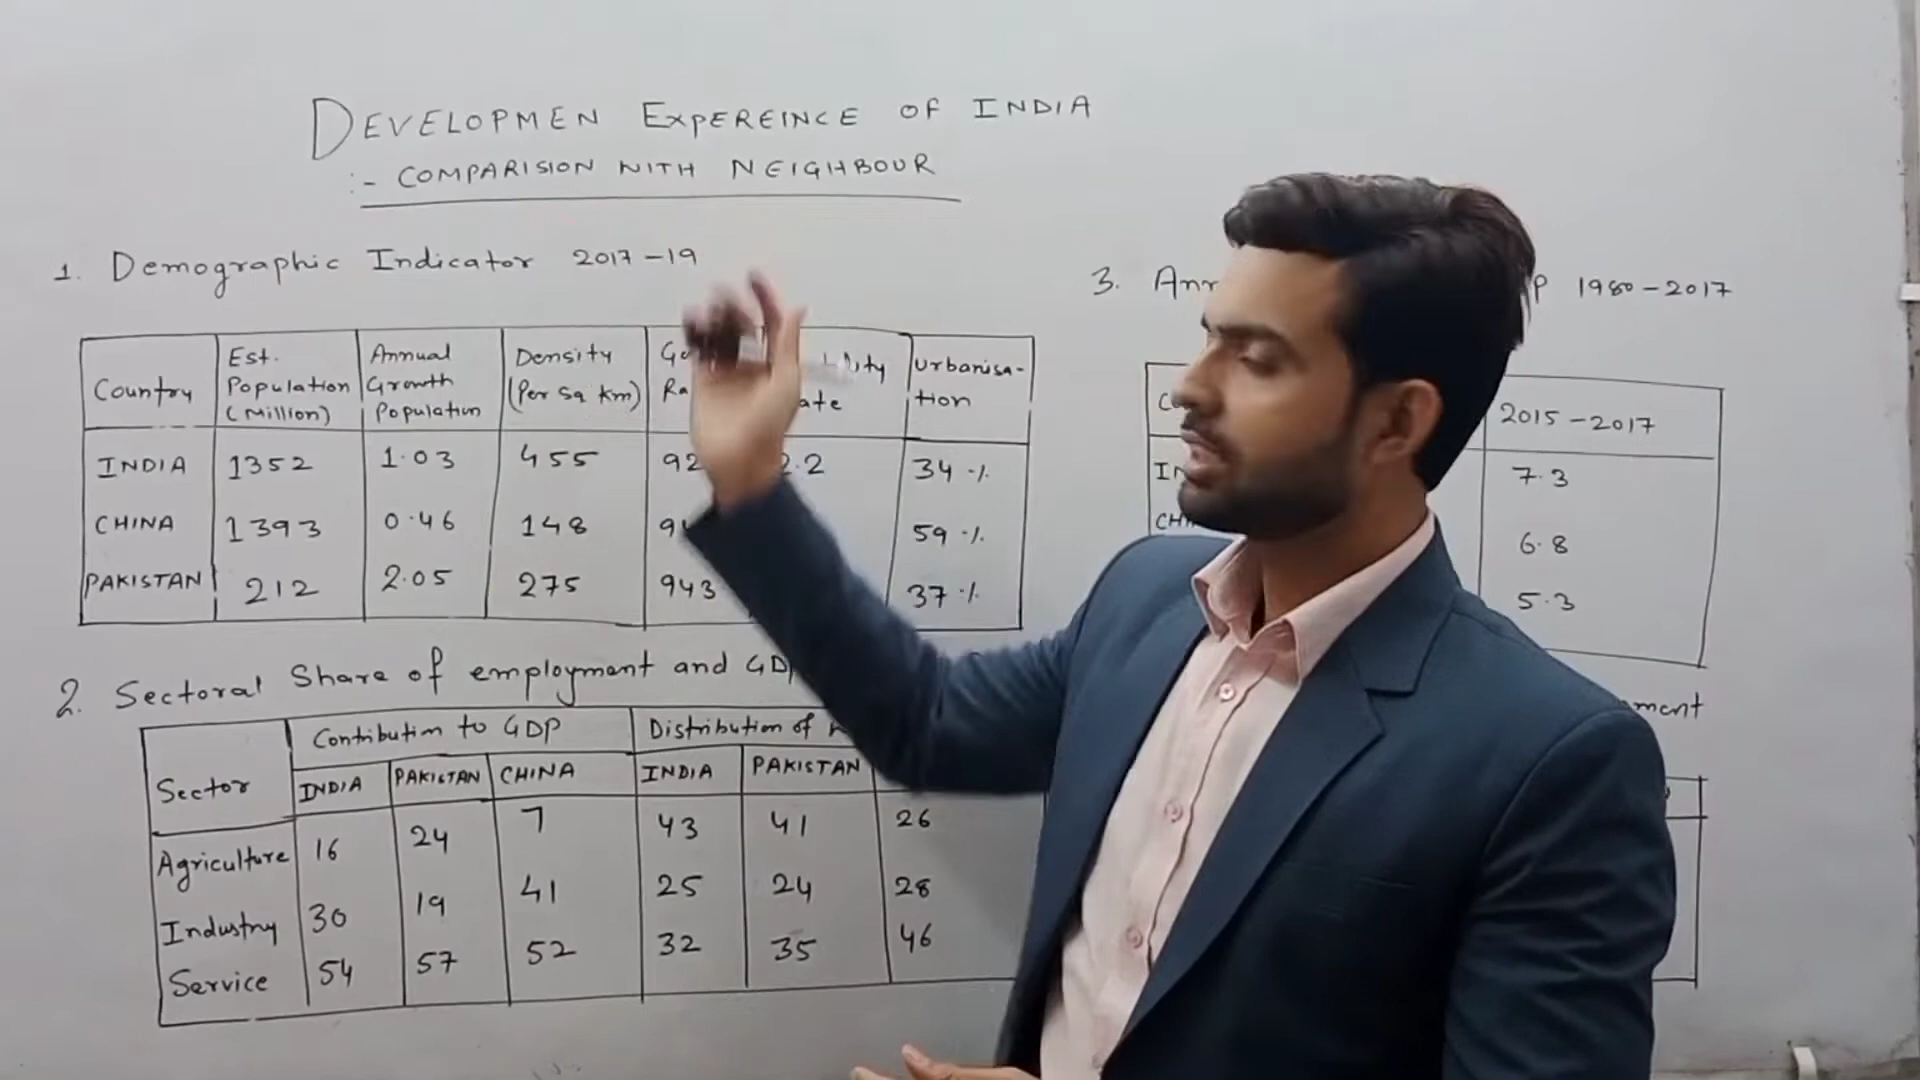 DEVELOPMEN EXPEREINCE OF INDIA
:- COMPARISION WITH NEIGHBOUR
1. Demographic Indicator 2017-19
Country Est. Population (Million) Annual Growth Population Density (Per Sq Km) Urbanisa-tion
INDIA 1352 1.03 455 34 %
CHINA 1393 0.46 148 59 %
PAKISTAN 212 2.05 275 943 37 %
2. Sectoral Share of employment and
Contribution to GDP Distribution of
Sector INDIA PAKISTAN CHINA INDIA PAKISTAN
Agriculture 16 24 7 43 41 26
Industry 30 19 41 25 24 28
Service 54 57 52 32 35 46
3. 1980-2017
2015-2017
7.3
6.8
5.3